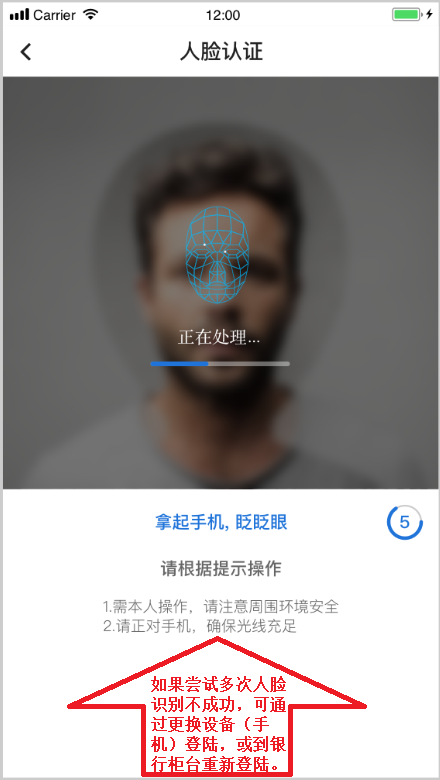 Carrier 12:00
人脸认证
正在处理...
拿起手机, 眨眨眼
5
请根据提示操作
1.需本人操作，请注意周围环境安全
2.请正对手机，确保光线充足
如果尝试多次人脸
识别不成功，可通
过更换设备（手
机）登陆，或到银
行柜台重新登陆。